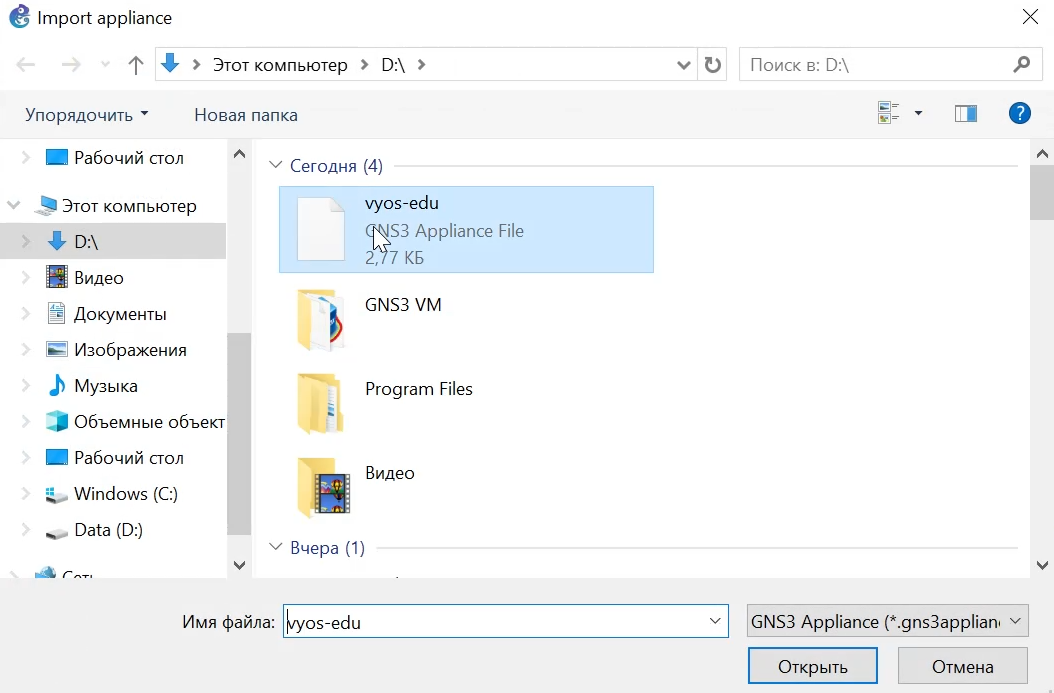 Import appliance
Этот компьютер
D:\
Поиск в: D:\
Упорядочить
Новая папка
?
Рабочий стол
Этот компьютер
D:\
Видео
Документы
Изображения
Музыка
Объемные объект
Рабочий стол
Windows (C:)
Data (D:)
Сеть
Сегодня (4)
vyos-edu
GNS3 Appliance File
2,77 КБ
GNS3 VM
Program Files
Видео
Вчера (1)
Имя файла:
vyos-edu
GNS3 Appliance (*.gns3applian
Открыть
Отмена